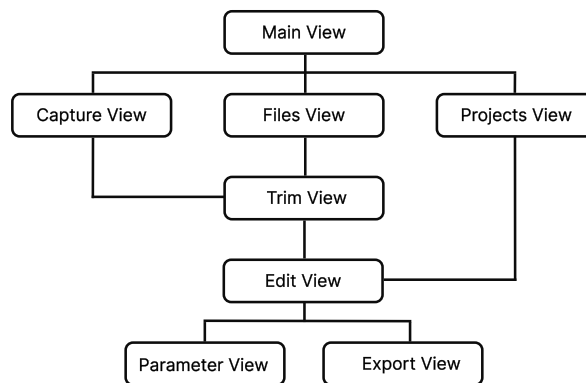 Main View
Capture View
Files View
Projects View
Trim View
Edit View
Parameter View
Export View